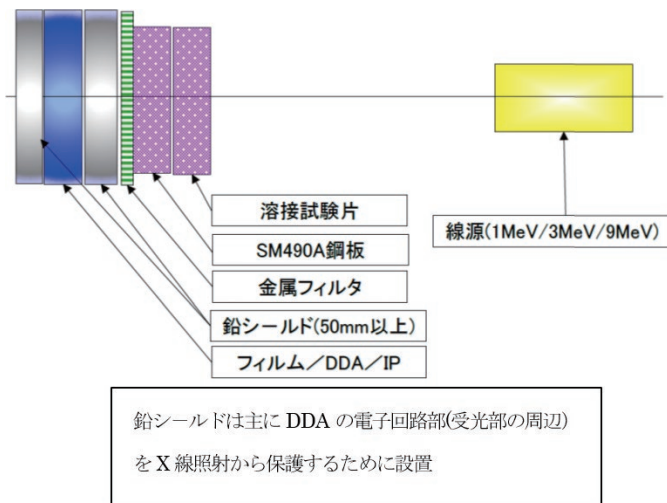 溶接試験片
線源(1MeV/3MeV/9MeV)
SM490A鋼板
金属フィルタ
鉛シールド(50mm以上)
フィルム／DDA／IP
鉛シールドは主に DDA の電子回路部(受光部の周辺)
を X 線照射から保護するために設置